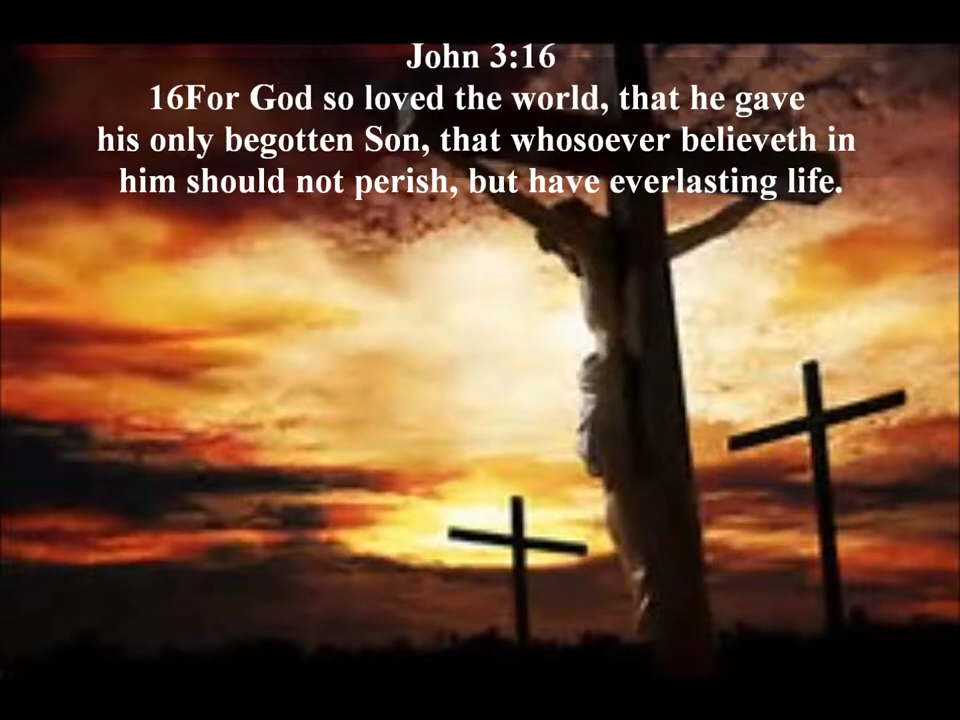 John 3:16
16For God so loved the world, that he gave
his only begotten Son, that whosoever believeth in
him should not perish, but have everlasting life.